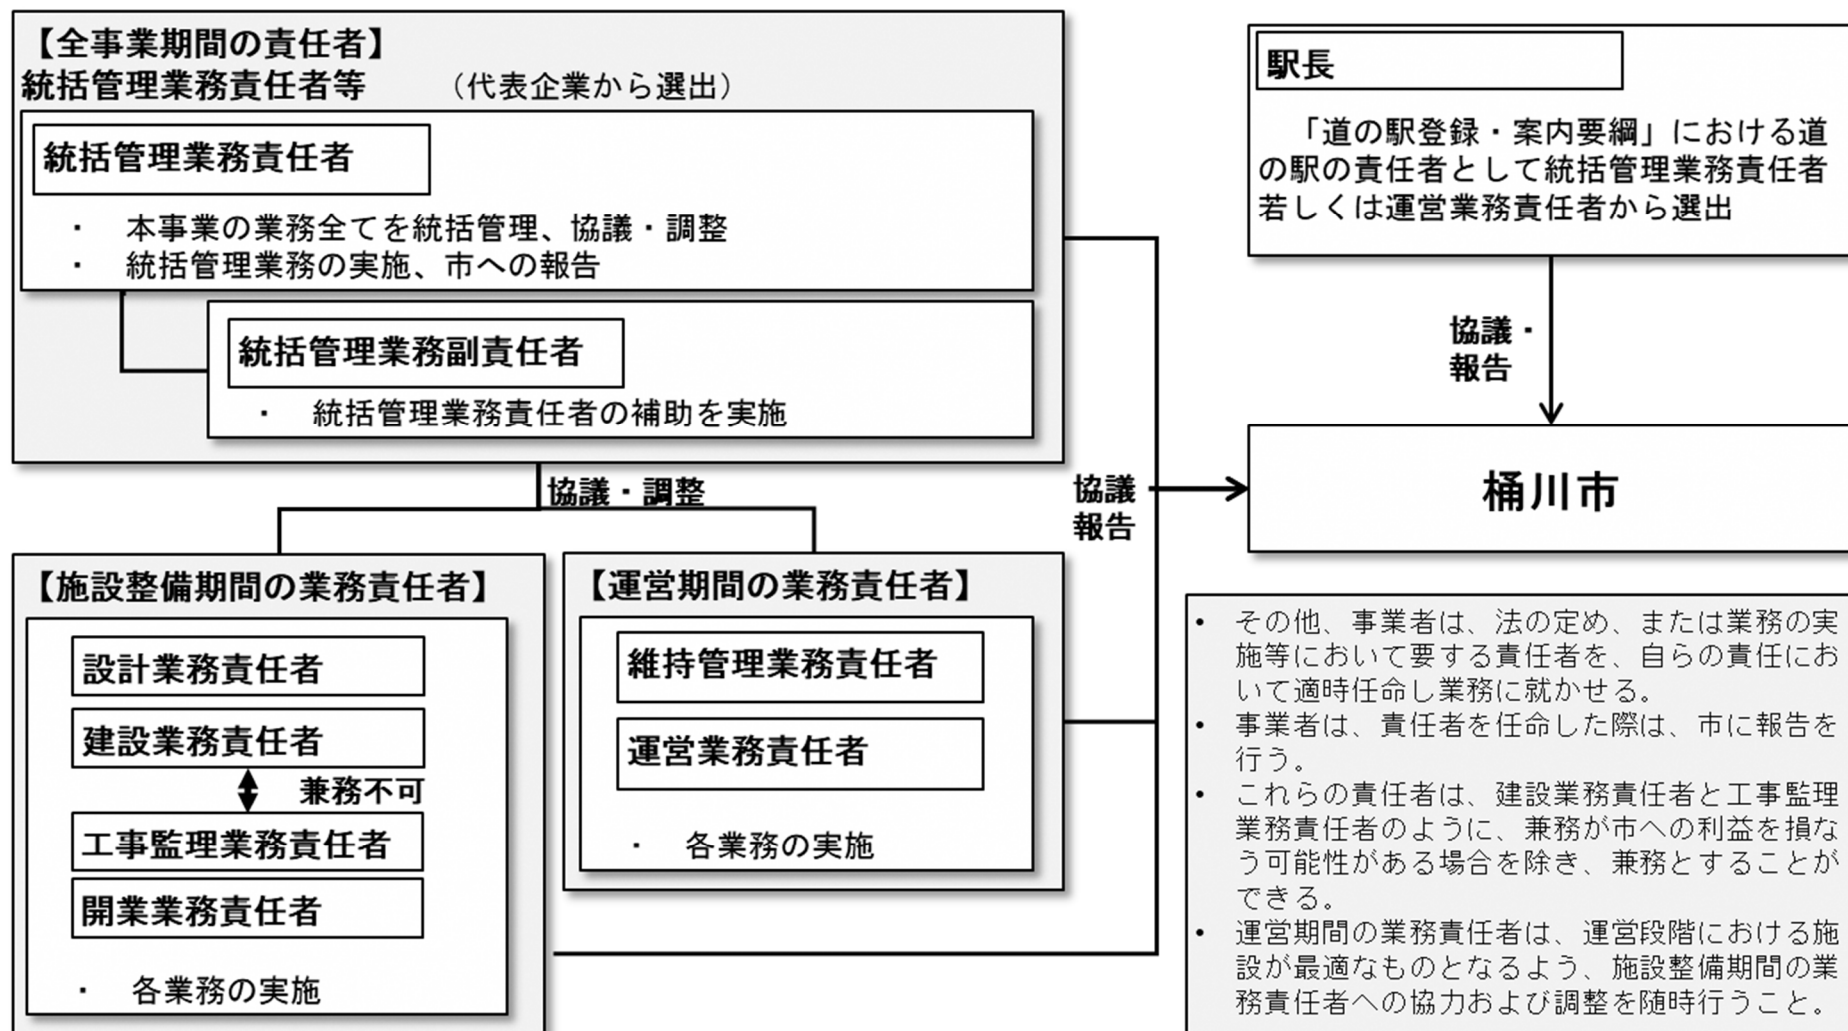 【全事業期間の責任者】
統括管理業務責任者等　（代表企業から選出）
統括管理業務責任者
・ 本事業の業務全てを統括管理、協議・調整
・ 統括管理業務の実施、市への報告
統括管理業務副責任者
・ 統括管理業務責任者の補助を実施
協議・調整
【施設整備期間の業務責任者】
設計業務責任者
建設業務責任者
兼務不可
工事監理業務責任者
開業業務責任者
・ 各業務の実施
【運営期間の業務責任者】
維持管理業務責任者
運営業務責任者
・ 各業務の実施
協議
報告
駅長
「道の駅登録・案内要綱」における道
の駅の責任者として統括管理業務責任者
若しくは運営業務責任者から選出
協議・
報告
桶川市
• その他、事業者は、法の定め、または業務の実
施等において要する責任者を、自らの責任にお
いて適時任命し業務に就かせる。
• 事業者は、責任者を任命した際は、市に報告を
行う。
• これらの責任者は、建設業務責任者と工事監理
業務責任者のように、兼務が市への利益を損な
う可能性がある場合を除き、兼務とすることが
できる。
• 運営期間の業務責任者は、運営段階における施
設が最適なものとなるよう、施設整備期間の業
務責任者への協力および調整を随時行うこと。